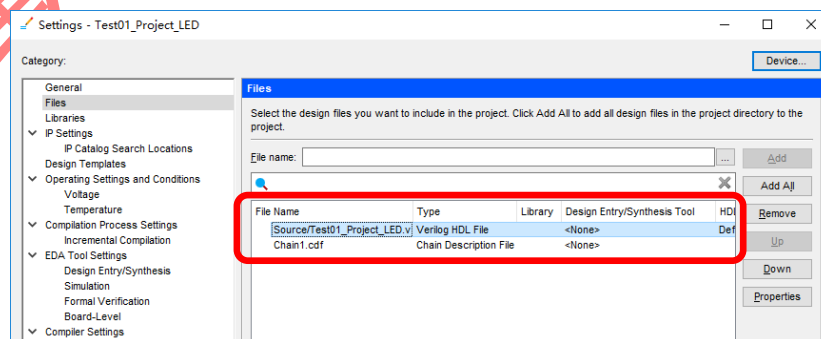 Settings - Test01_Project_LED
Category:
Device...
General
Files
Libraries
IP Settings
IP Catalog Search Locations
Design Templates
Operating Settings and Conditions
Voltage
Temperature
Compilation Process Settings
Incremental Compilation
EDA Tool Settings
Design Entry/Synthesis
Simulation
Formal Verification
Board-Level
Compiler Settings
Files
Select the design files you want to include in the project. Click Add All to add all design files in the project directory to the
project.
File name: ... Add
Add All
File Name Type Library Design Entry/Synthesis Tool HDL Remove
Source/Test01_Project_LED.v Verilog HDL File <None> Def
Chain1.cdf Chain Description File <None>
Up
Down
Properties